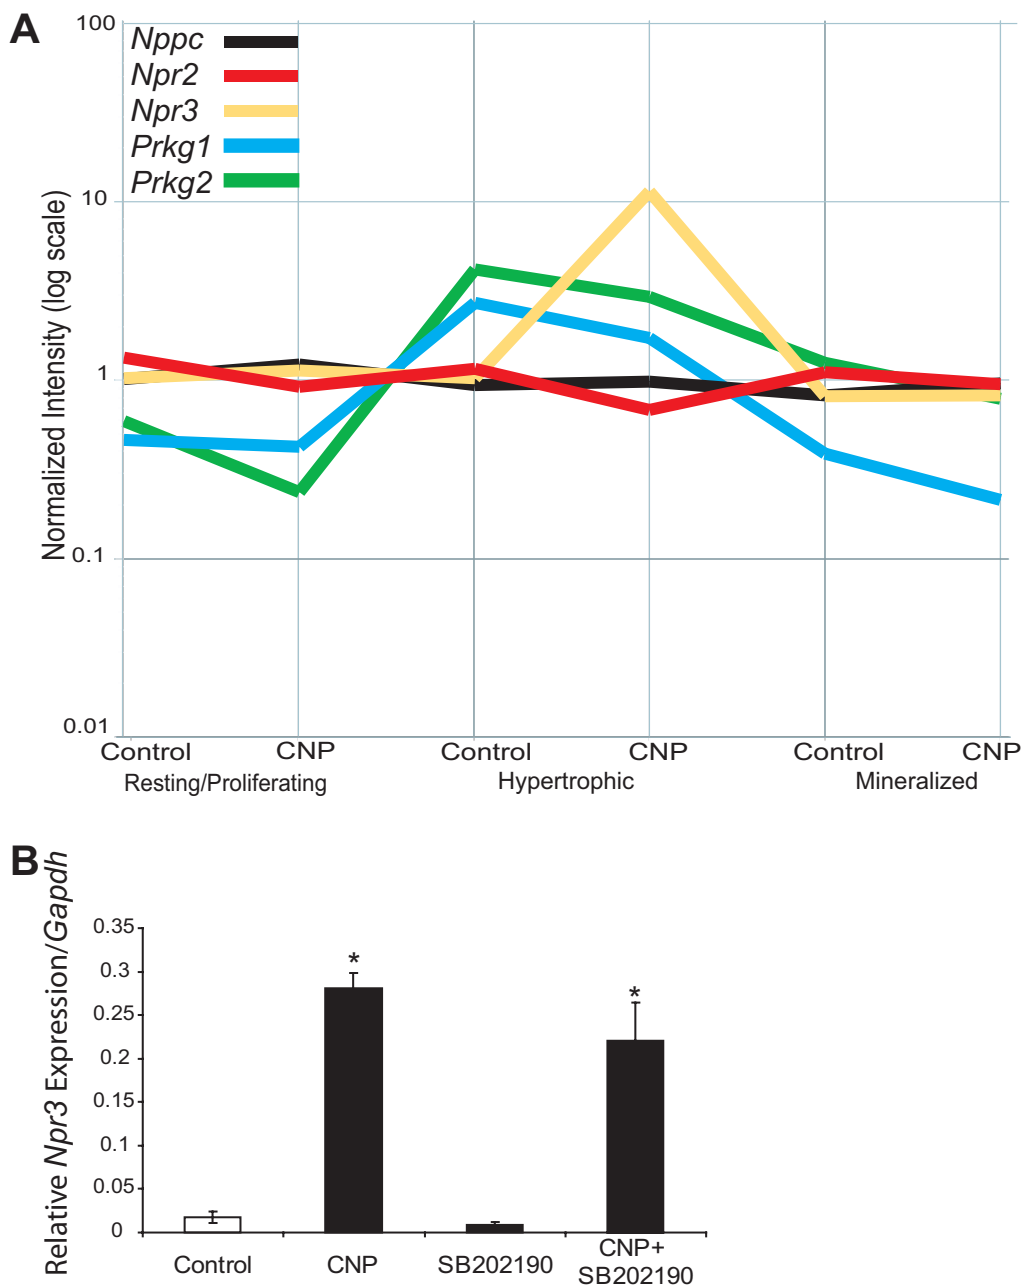 A
100
Nppc
Npr2
Npr3
Prkg1
Prkg2
Normalized Intensity (log scale)
10
1
0.1
0.01
Control
CNP
Control
CNP
Control
CNP
Resting/Proliferating
Hypertrophic
Mineralized
B
Relative Npr3 Expression/Gapdh
0.35
0.3
0.25
0.2
0.15
0.1
0.05
0
*
*
Control
CNP
SB202190
CNP+
SB202190